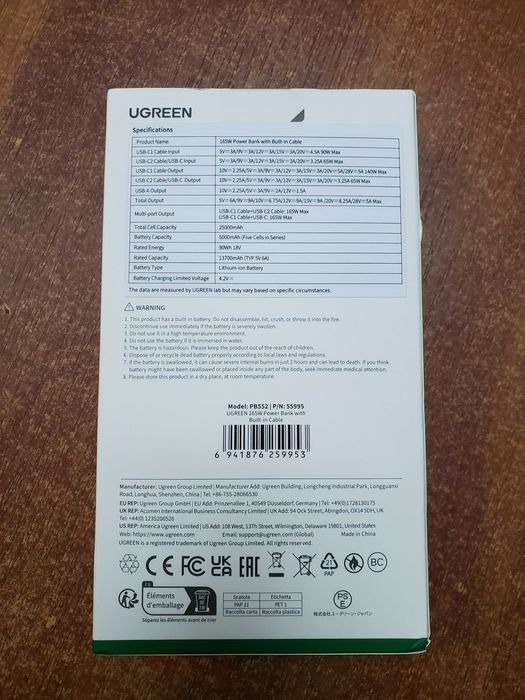 UGREEN
Specifications
Product Name 165W Power Bank with Built-in Cable
USB-C1 Cable Input 5V⎓3A/9V⎓3A/12V⎓3A/15V⎓3A/20V⎓4.5A 90W Max
USB-C2 Cable/USB-C Input 5V⎓3A/9V⎓3A/12V⎓3A/15V⎓3A/20V⎓3.25A 65W Max
USB-C1 Cable Output 10V⎓2.25A/5V⎓3A/9V⎓3A/12V⎓3A/15V⎓3A/20V⎓5A/28V⎓5A 140W Max
USB-C2 Cable/USB-C Output 10V⎓2.25A/5V⎓3A/9V⎓3A/12V⎓3A/15V⎓3A/20V⎓3.25A 65W Max
USB-A Output 10V⎓2.25A/5V⎓3A/9V⎓2A/12V⎓1.5A
Total Output 5V⎓6A/9V⎓9A/10V⎓6.75A/12V⎓9A/15V⎓9A /20V⎓8.25A/28V⎓5A Max
Multi-port Output USB-C1 Cable+USB-C2 Cable: 165W Max
USB-C1 Cable+USB-C: 165W Max
Total Cell Capacity 25000mAh
Battery Capacity 5000mAh (Five Cells in Series)
Rated Energy 90Wh 18V
Rated Capacity 13700mAh (TYP 5V 6A)
Battery Type Lithium-ion Battery
Battery Charging Limited Voltage 4.2V⎓
The data are measured by UGREEN lab but may vary based on specific circumstances.
WARNING
1. This product has a built-in battery. Do not disassemble, hit, crush, or throw it into the fire.
2. Discontinue use immediately if the battery is severely swollen.
3. Do not use it in a high-temperature environment.
4. Do not use the battery if it is immersed in water.
5. The battery is hazardous. Please keep the product out of the reach of children.
6. Dispose of or recycle dead battery properly according to local laws and regulations.
7. If the battery is swallowed, it can cause severe internal burns in just 2 hours and can lead to death. If you think
battery might have been swallowed or placed inside any part of the body, seek immediate medical attention.
8. Please store this product in a dry place, at room temperature.
Model: PB552 | P/N: 55995
UGREEN 165W Power Bank with
Built-in Cable
6 941876 259953
Manufacturer: Ugreen Group Limited | Manufacturer Add: Ugreen Building, Longcheng Industrial Park, Longguanxi
Road, Longhua, Shenzhen, China | Tel: +86-755-28066530
EU REP: Ugreen Group GmbH | EU Add: Prinzenallee 7, 40549 Düsseldorf, Germany | Tel: +49(0)1728130175
UK REP: Acumen International Business Consultancy Limited | UK Add: 94 Ock Street, Abingdon, OX14 5DH, UK
Tel:+44(0) 1235200526
US REP: America Ugreen Limited | US Add: 108 West, 13Th Street, Wilmington, Delaware 19801, United States
Web: https://www.ugreen.com Email: support@ugreen.com (Global) Made in China
UGREEN is a registered trademark of Ugreen Group Limited. All rights reserved.
CE FC UK CA EAC 21 PAP BC
FR
Éléments
d'emballage
Séparez les éléments avant de trier
Scatola Etichetta
PAP 21 PET 1
Raccolta carta Raccolta plastica
PS
E
株式会社ユーグリーン・ジャパン